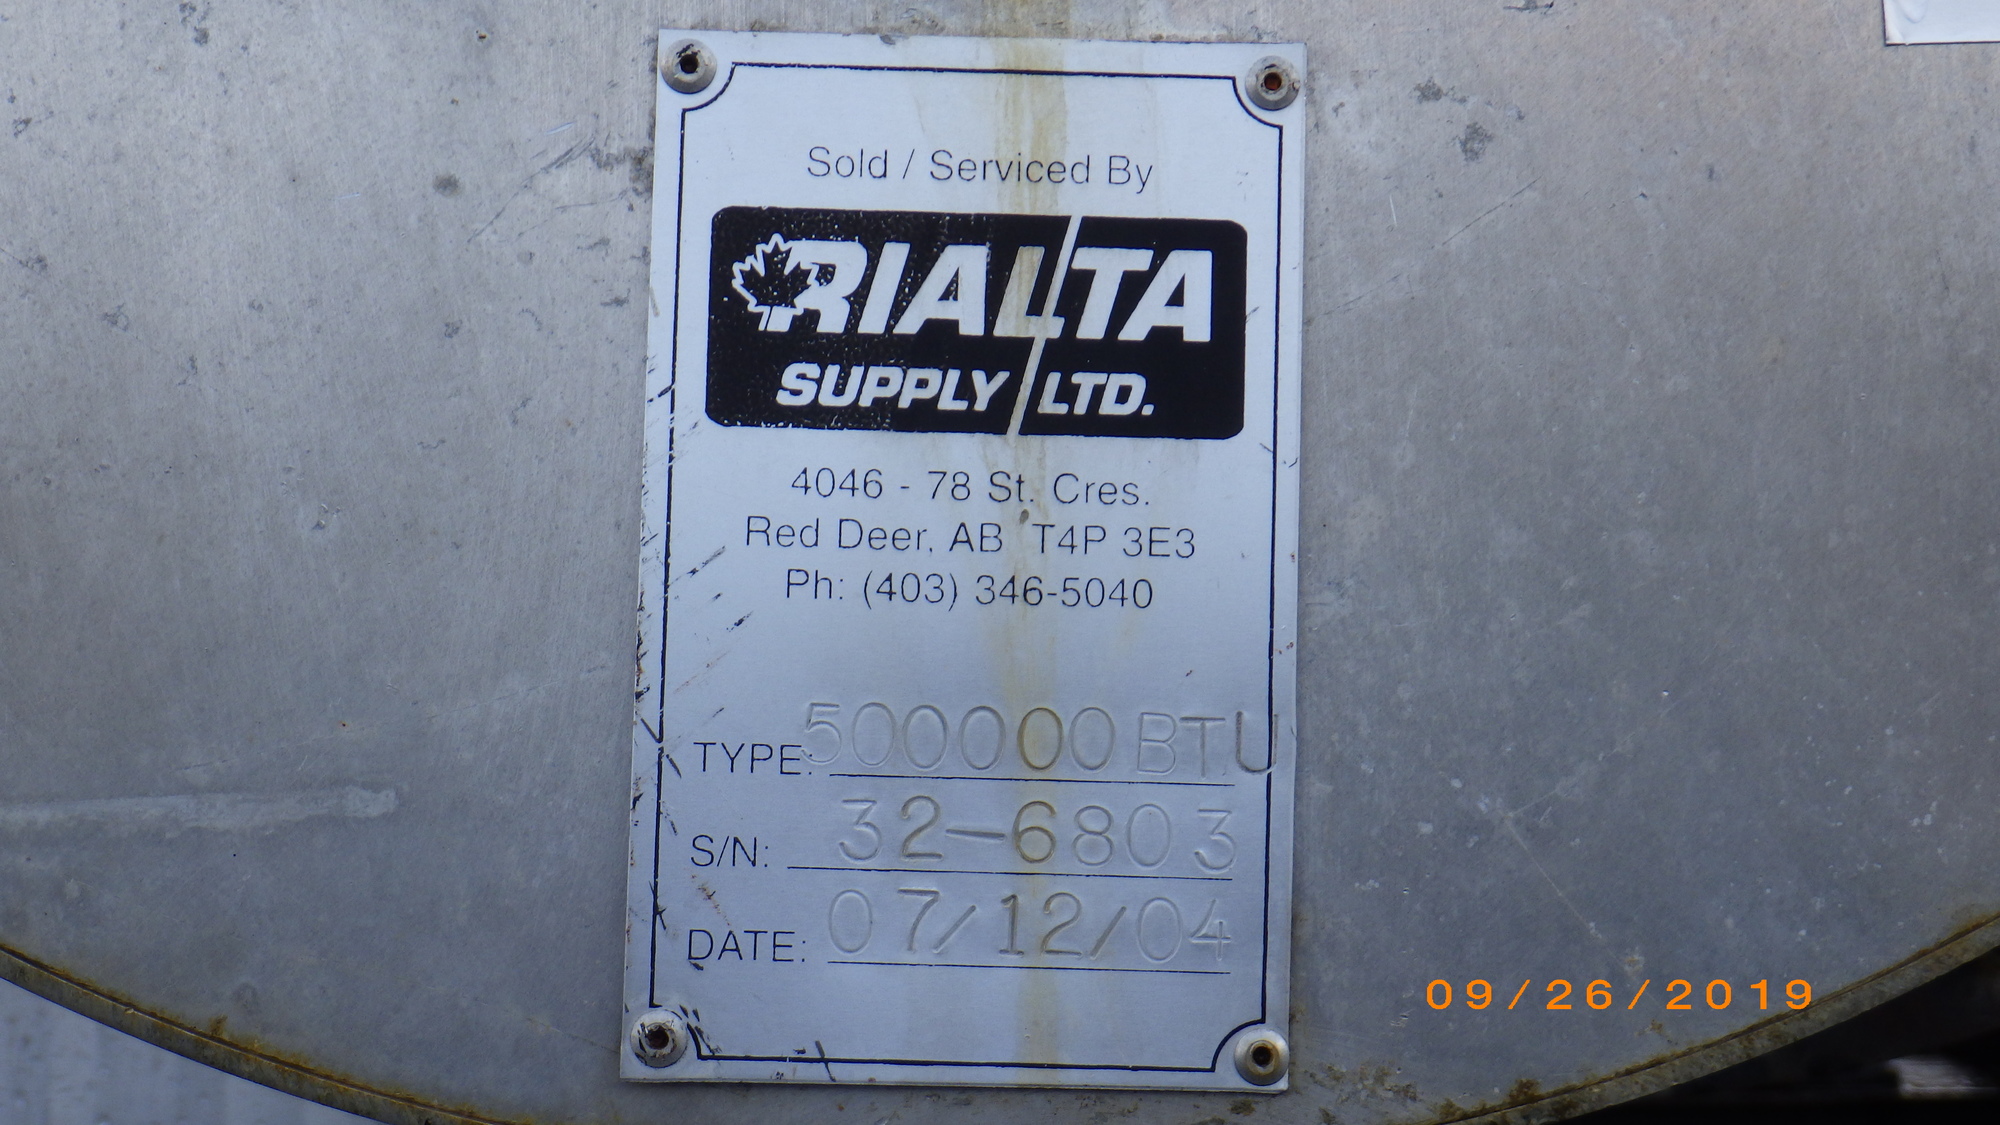 Sold / Serviced By
RIALTA
SUPPLY LTD.
4046 - 78 St. Cres.
Red Deer, AB T4P 3E3
Ph: (403) 346-5040
TYPE: 500000 BTU
S/N: 32-6803
DATE: 07/12/04
09/26/2019